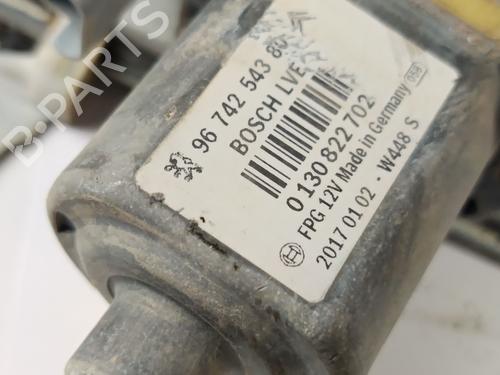 96 742 543 80
BOSCH LVE
0 130 822 702
FPG 12V Made in Germany
2017 01 02 - W448 S
B-PARTS